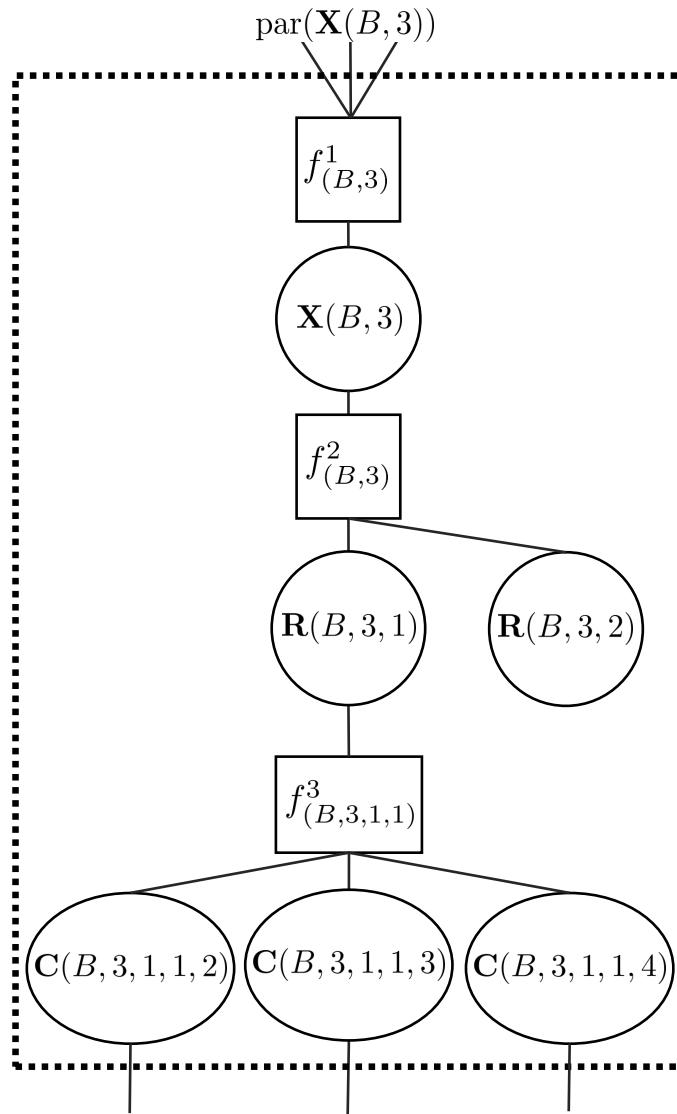 par(X(B, 3))
f^1_{(B,3)}
X(B, 3)
f^2_{(B,3)}
R(B, 3, 1) R(B, 3, 2)
f^3_{(B,3,1,1)}
C(B, 3, 1, 1, 2) C(B, 3, 1, 1, 3) C(B, 3, 1, 1, 4)